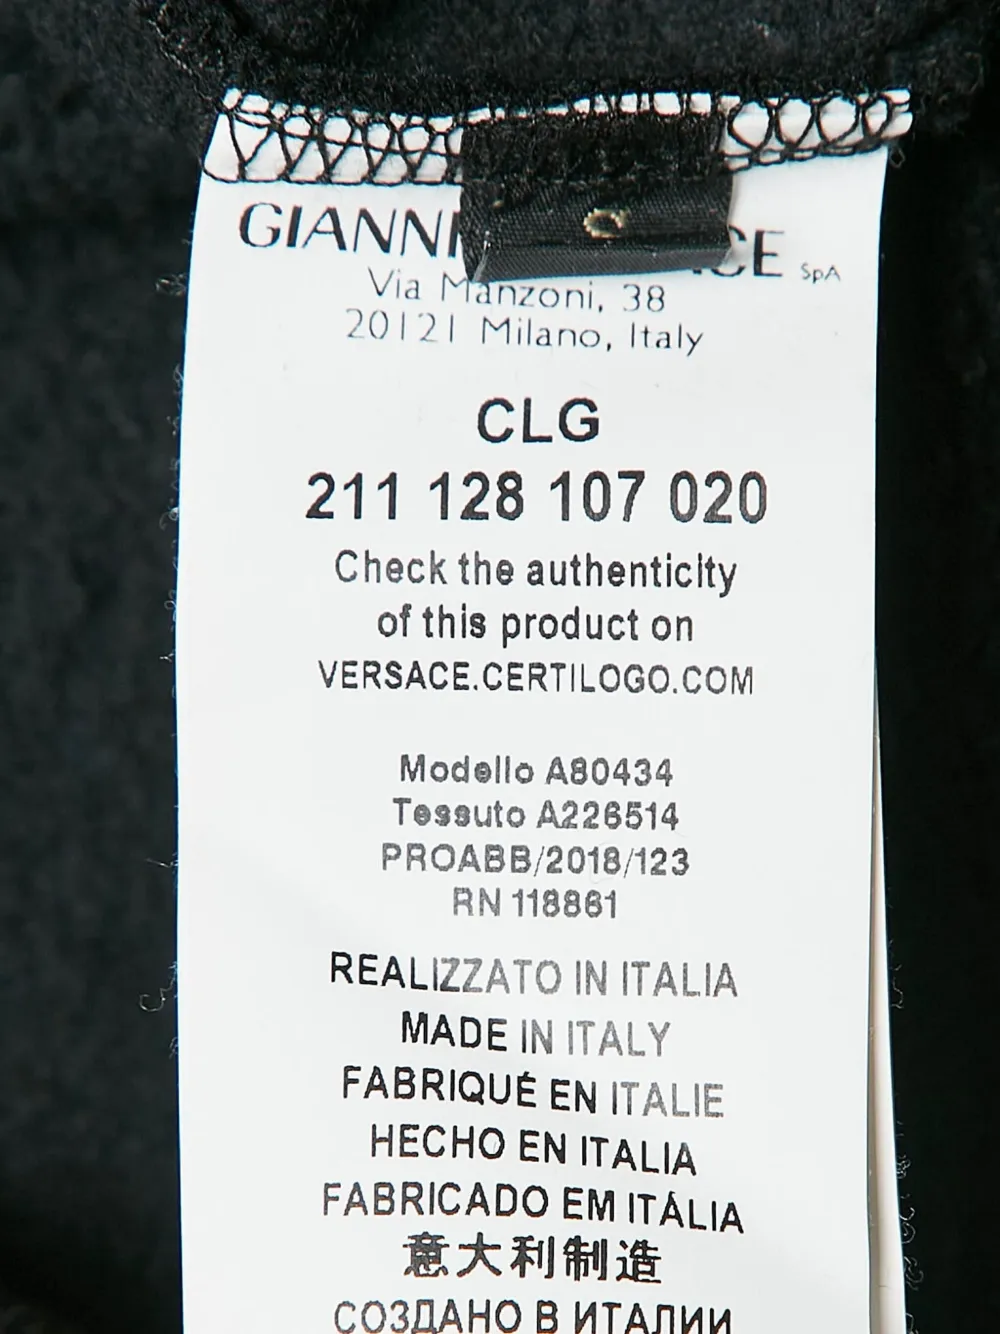 GIANNI CE SpA
Via Manzoni, 38
20121 Milano, Italy
CLG
211 128 107 020
Check the authenticity
of this product on
VERSACE.CERTILOGO.COM
Modello A80434
Tessuto A226514
PROABB/2018/123
RN 118861
REALIZZATO IN ITALIA
MADE IN ITALY
FABRIQUÉ EN ITALIE
HECHO EN ITALIA
FABRICADO EM ITÁLIA
意大利制造
СОЗДАНО В ИТАЛИИ